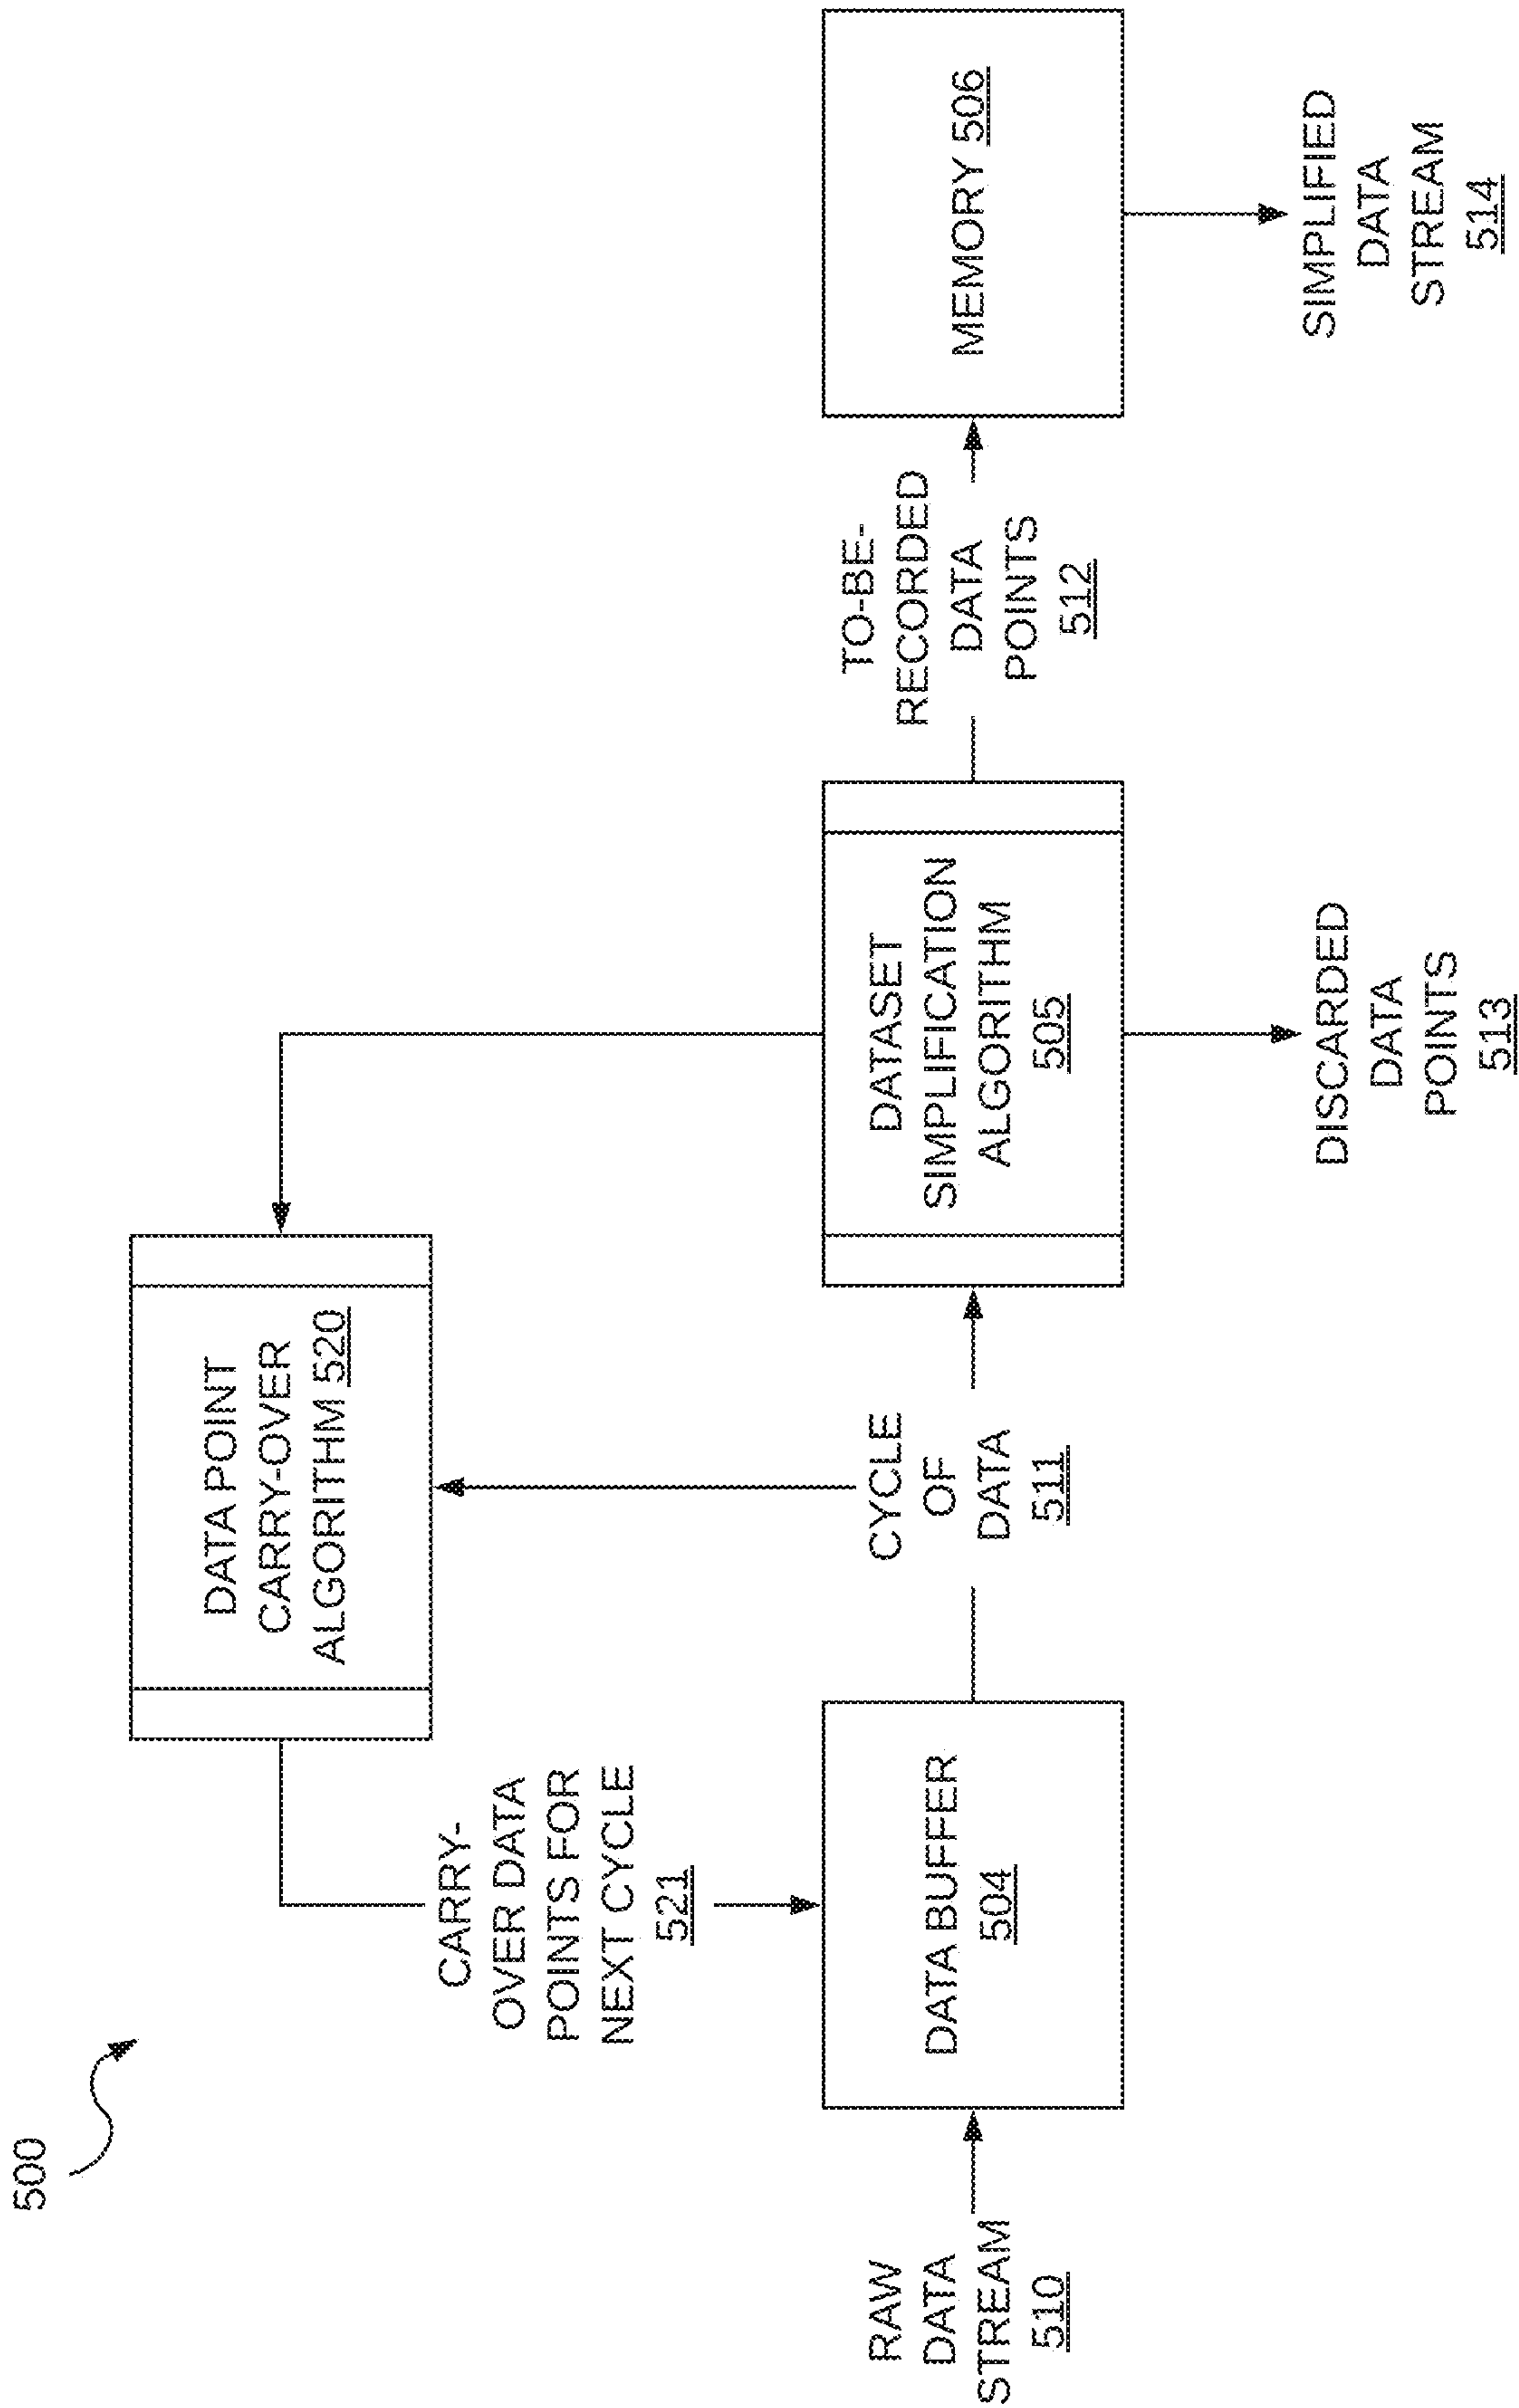 500
DATA POINT
CARRY-OVER
ALGORITHM 520
CARRY-
OVER DATA
POINTS FOR
NEXT CYCLE
521
RAW
DATA
STREAM
510
DATA BUFFER
504
CYCLE
OF
DATA
511
DATASET
SIMPLIFICATION
ALGORITHM
505
TO-BE-
RECORDED
DATA
POINTS
512
MEMORY 506
DISCARDED
DATA
POINTS
513
SIMPLIFIED
DATA
STREAM
514